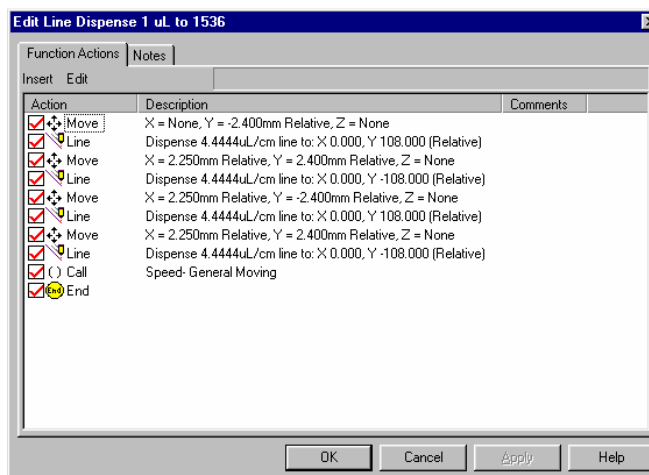 Edit Line Dispense 1 uL to 1536
Function Actions Notes
Insert Edit
Action Description Comments
Move X = None, Y = -2.400mm Relative, Z = None
Line Dispense 4.4444uL/cm line to: X 0.000, Y 108.000 (Relative)
Move X = 2.250mm Relative, Y = 2.400mm Relative, Z = None
Line Dispense 4.4444uL/cm line to: X 0.000, Y -108.000 (Relative)
Move X = 2.250mm Relative, Y = -2.400mm Relative, Z = None
Line Dispense 4.4444uL/cm line to: X 0.000, Y 108.000 (Relative)
Move X = 2.250mm Relative, Y = 2.400mm Relative, Z = None
Line Dispense 4.4444uL/cm line to: X 0.000, Y -108.000 (Relative)
( ) Call Speed- General Moving
End End
OK Cancel Apply Help